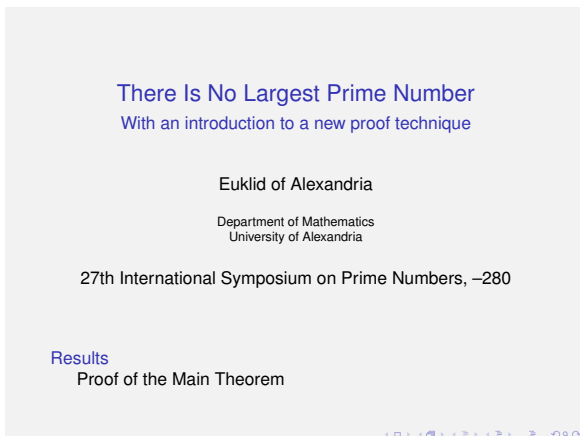 There Is No Largest Prime Number
With an introduction to a new proof technique
Euklid of Alexandria
Department of Mathematics
University of Alexandria
27th International Symposium on Prime Numbers, –280
Results
Proof of the Main Theorem